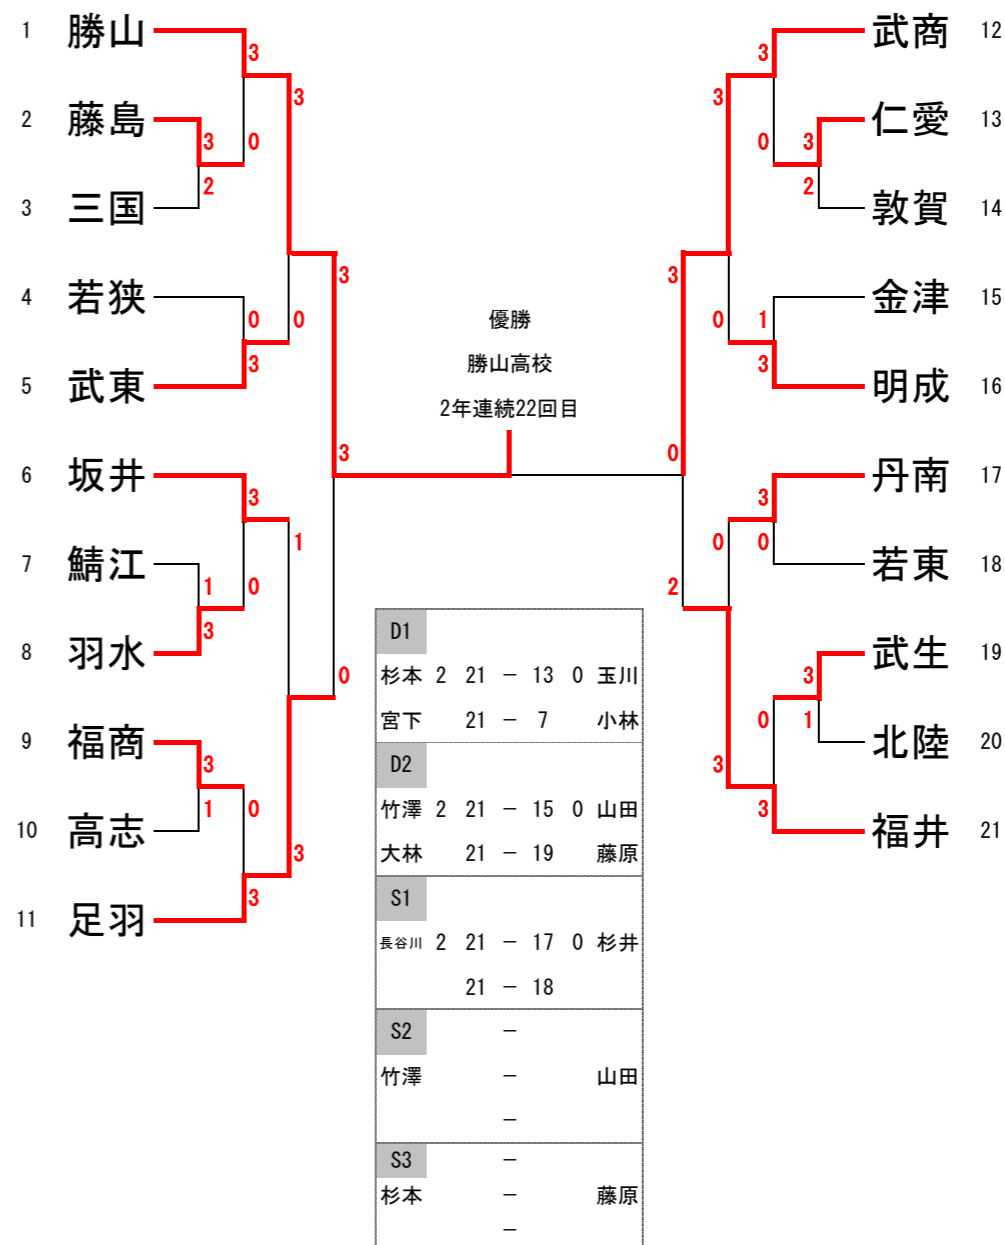 1 勝山 3 3 武商 12
3 3
2 藤島 3 0 0 3 仁愛 13
2 2
3 三国 敦賀 14
3 3
4 若狭 0 0 0 1 金津 15
優勝
3 3
勝山高校
5 武東 明成 16
2年連続22回目
3 0
6 坂井 3 3 丹南 17
1 0 0
7 鯖江 1 0 2 若東 18
3
8 羽水 武生 19
0 3
0 1
9 福商 3 3 北陸 20
1 0 3
10 高志 福井 21
3
3
11 足羽
D1
杉本 2 21 － 13 0 玉川
宮下 21 － 7 小林
D2
竹澤 2 21 － 15 0 山田
大林 21 － 19 藤原
S1
長谷川 2 21 － 17 0 杉井
21 － 18
S2 －
竹澤 － 山田
－
S3 －
杉本 － 藤原
－